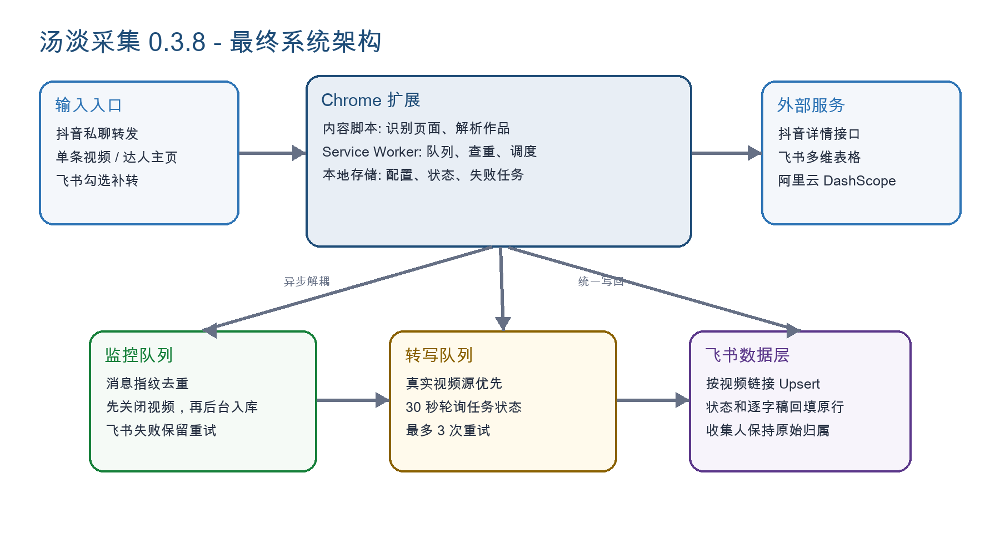 汤淡采集 0.3.8 - 最终系统架构
输入入口
抖音私聊转发
单条视频 / 达人主页
飞书勾选补转
Chrome 扩展
内容脚本: 识别页面、解析作品
Service Worker: 队列、查重、调度
本地存储: 配置、状态、失败任务
外部服务
抖音详情接口
飞书多维表格
阿里云 DashScope
异步解耦
统一写回
监控队列
消息指纹去重
先关闭视频，再后台入库
飞书失败保留重试
转写队列
真实视频源优先
30 秒轮询任务状态
最多 3 次重试
飞书数据层
按视频链接 Upsert
状态和逐字稿回填原行
收集人保持原始归属